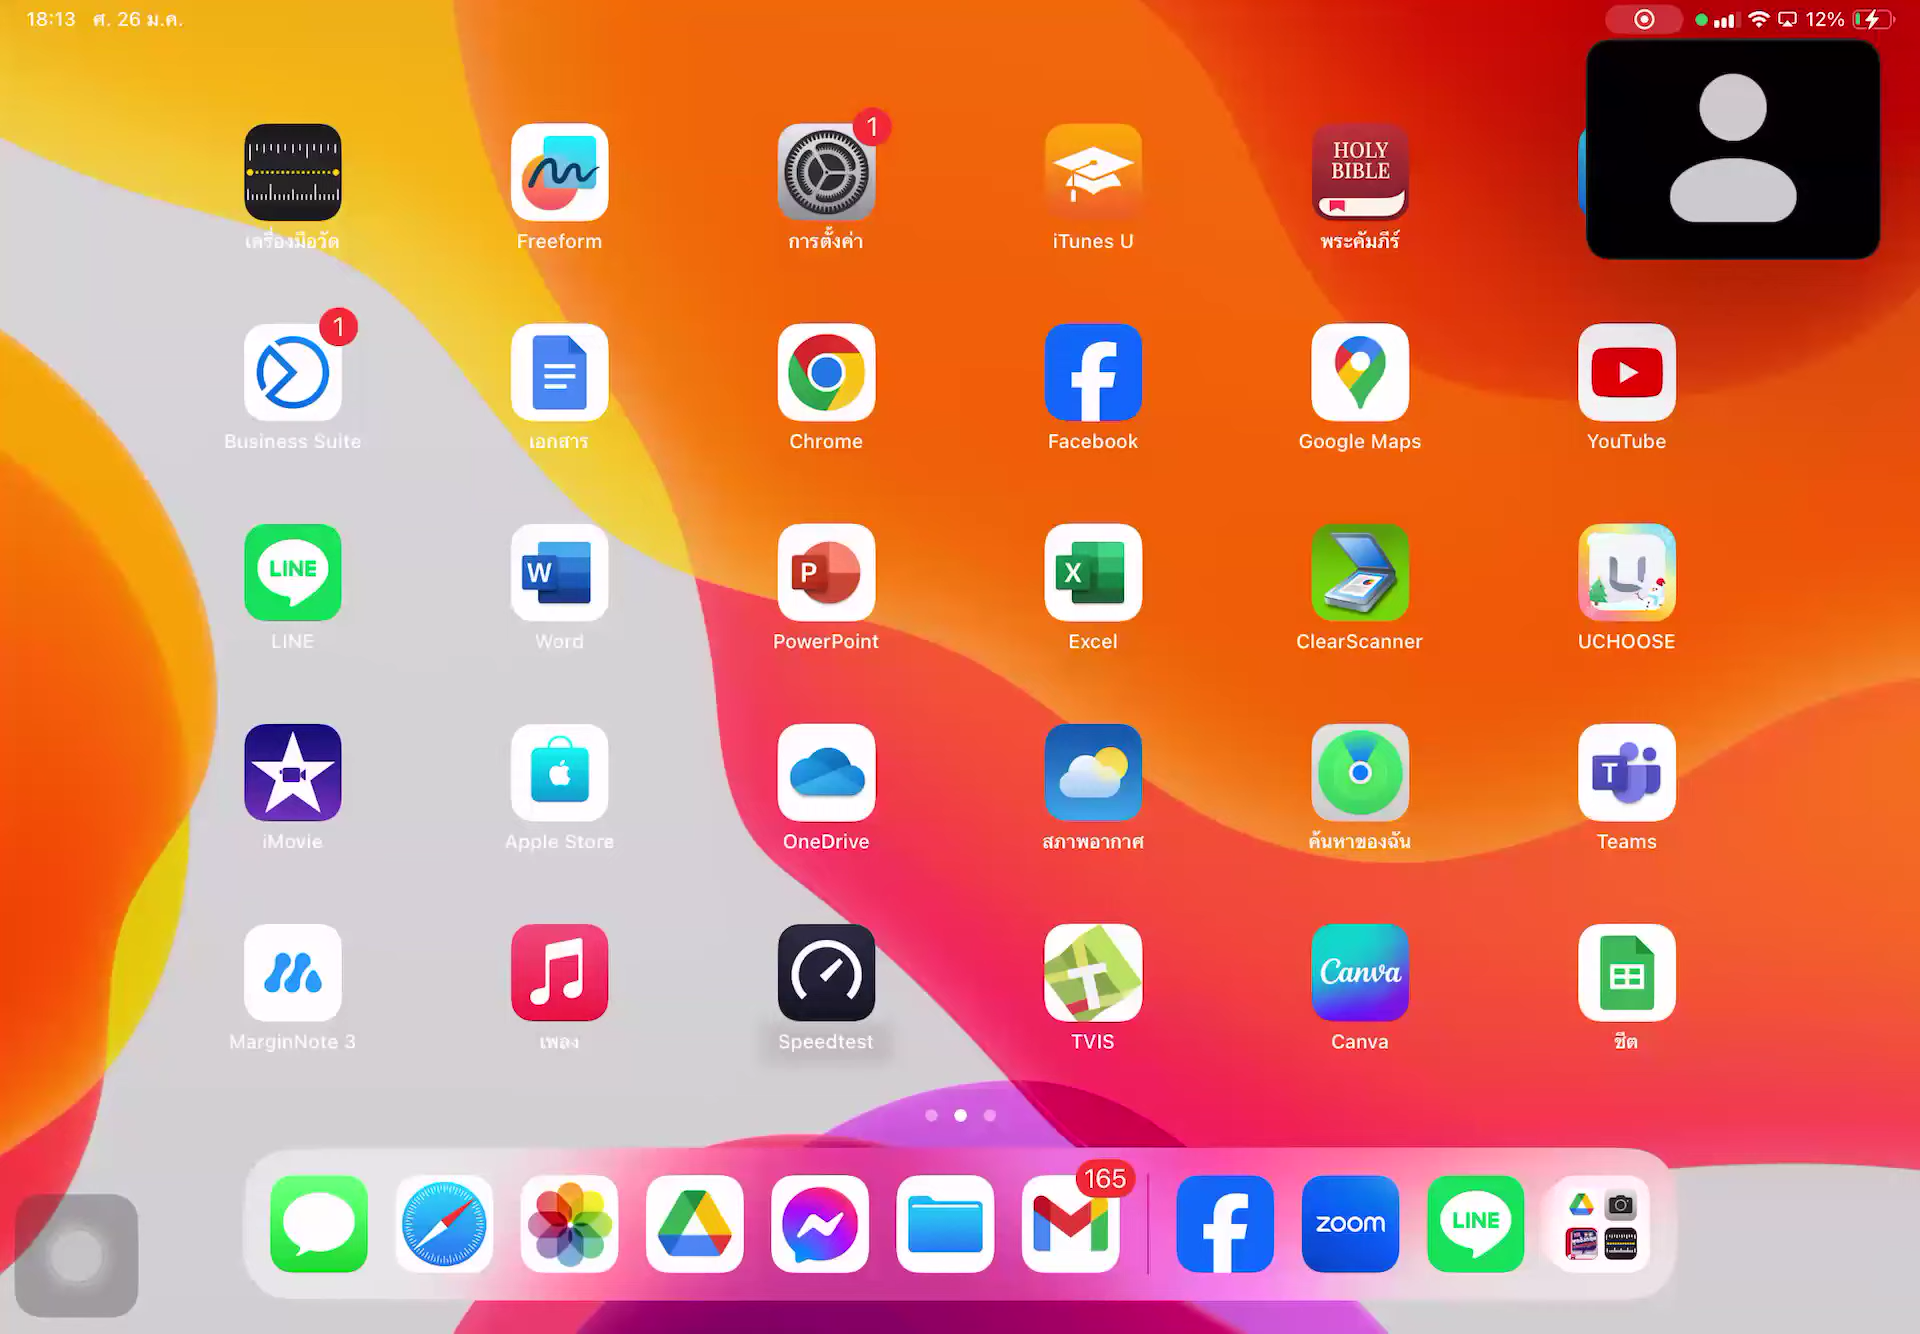 18:13 ศ. 26 ม.ค.
12%
เครื่องมือวัด
Freeform
1
การตั้งค่า
iTunes U
HOLY
BIBLE
พระคัมภีร์
1
Business Suite
เอกสาร
Chrome
Facebook
Google Maps
YouTube
LINE
LINE
W
Word
P
PowerPoint
X
Excel
ClearScanner
U
UCHOOSE
iMovie
Apple Store
OneDrive
สภาพอากาศ
ค้นหาของฉัน
T
Teams
MarginNote 3
เพลง
Speedtest
T
TVIS
Canva
Canva
ชีต
165
zoom
LINE